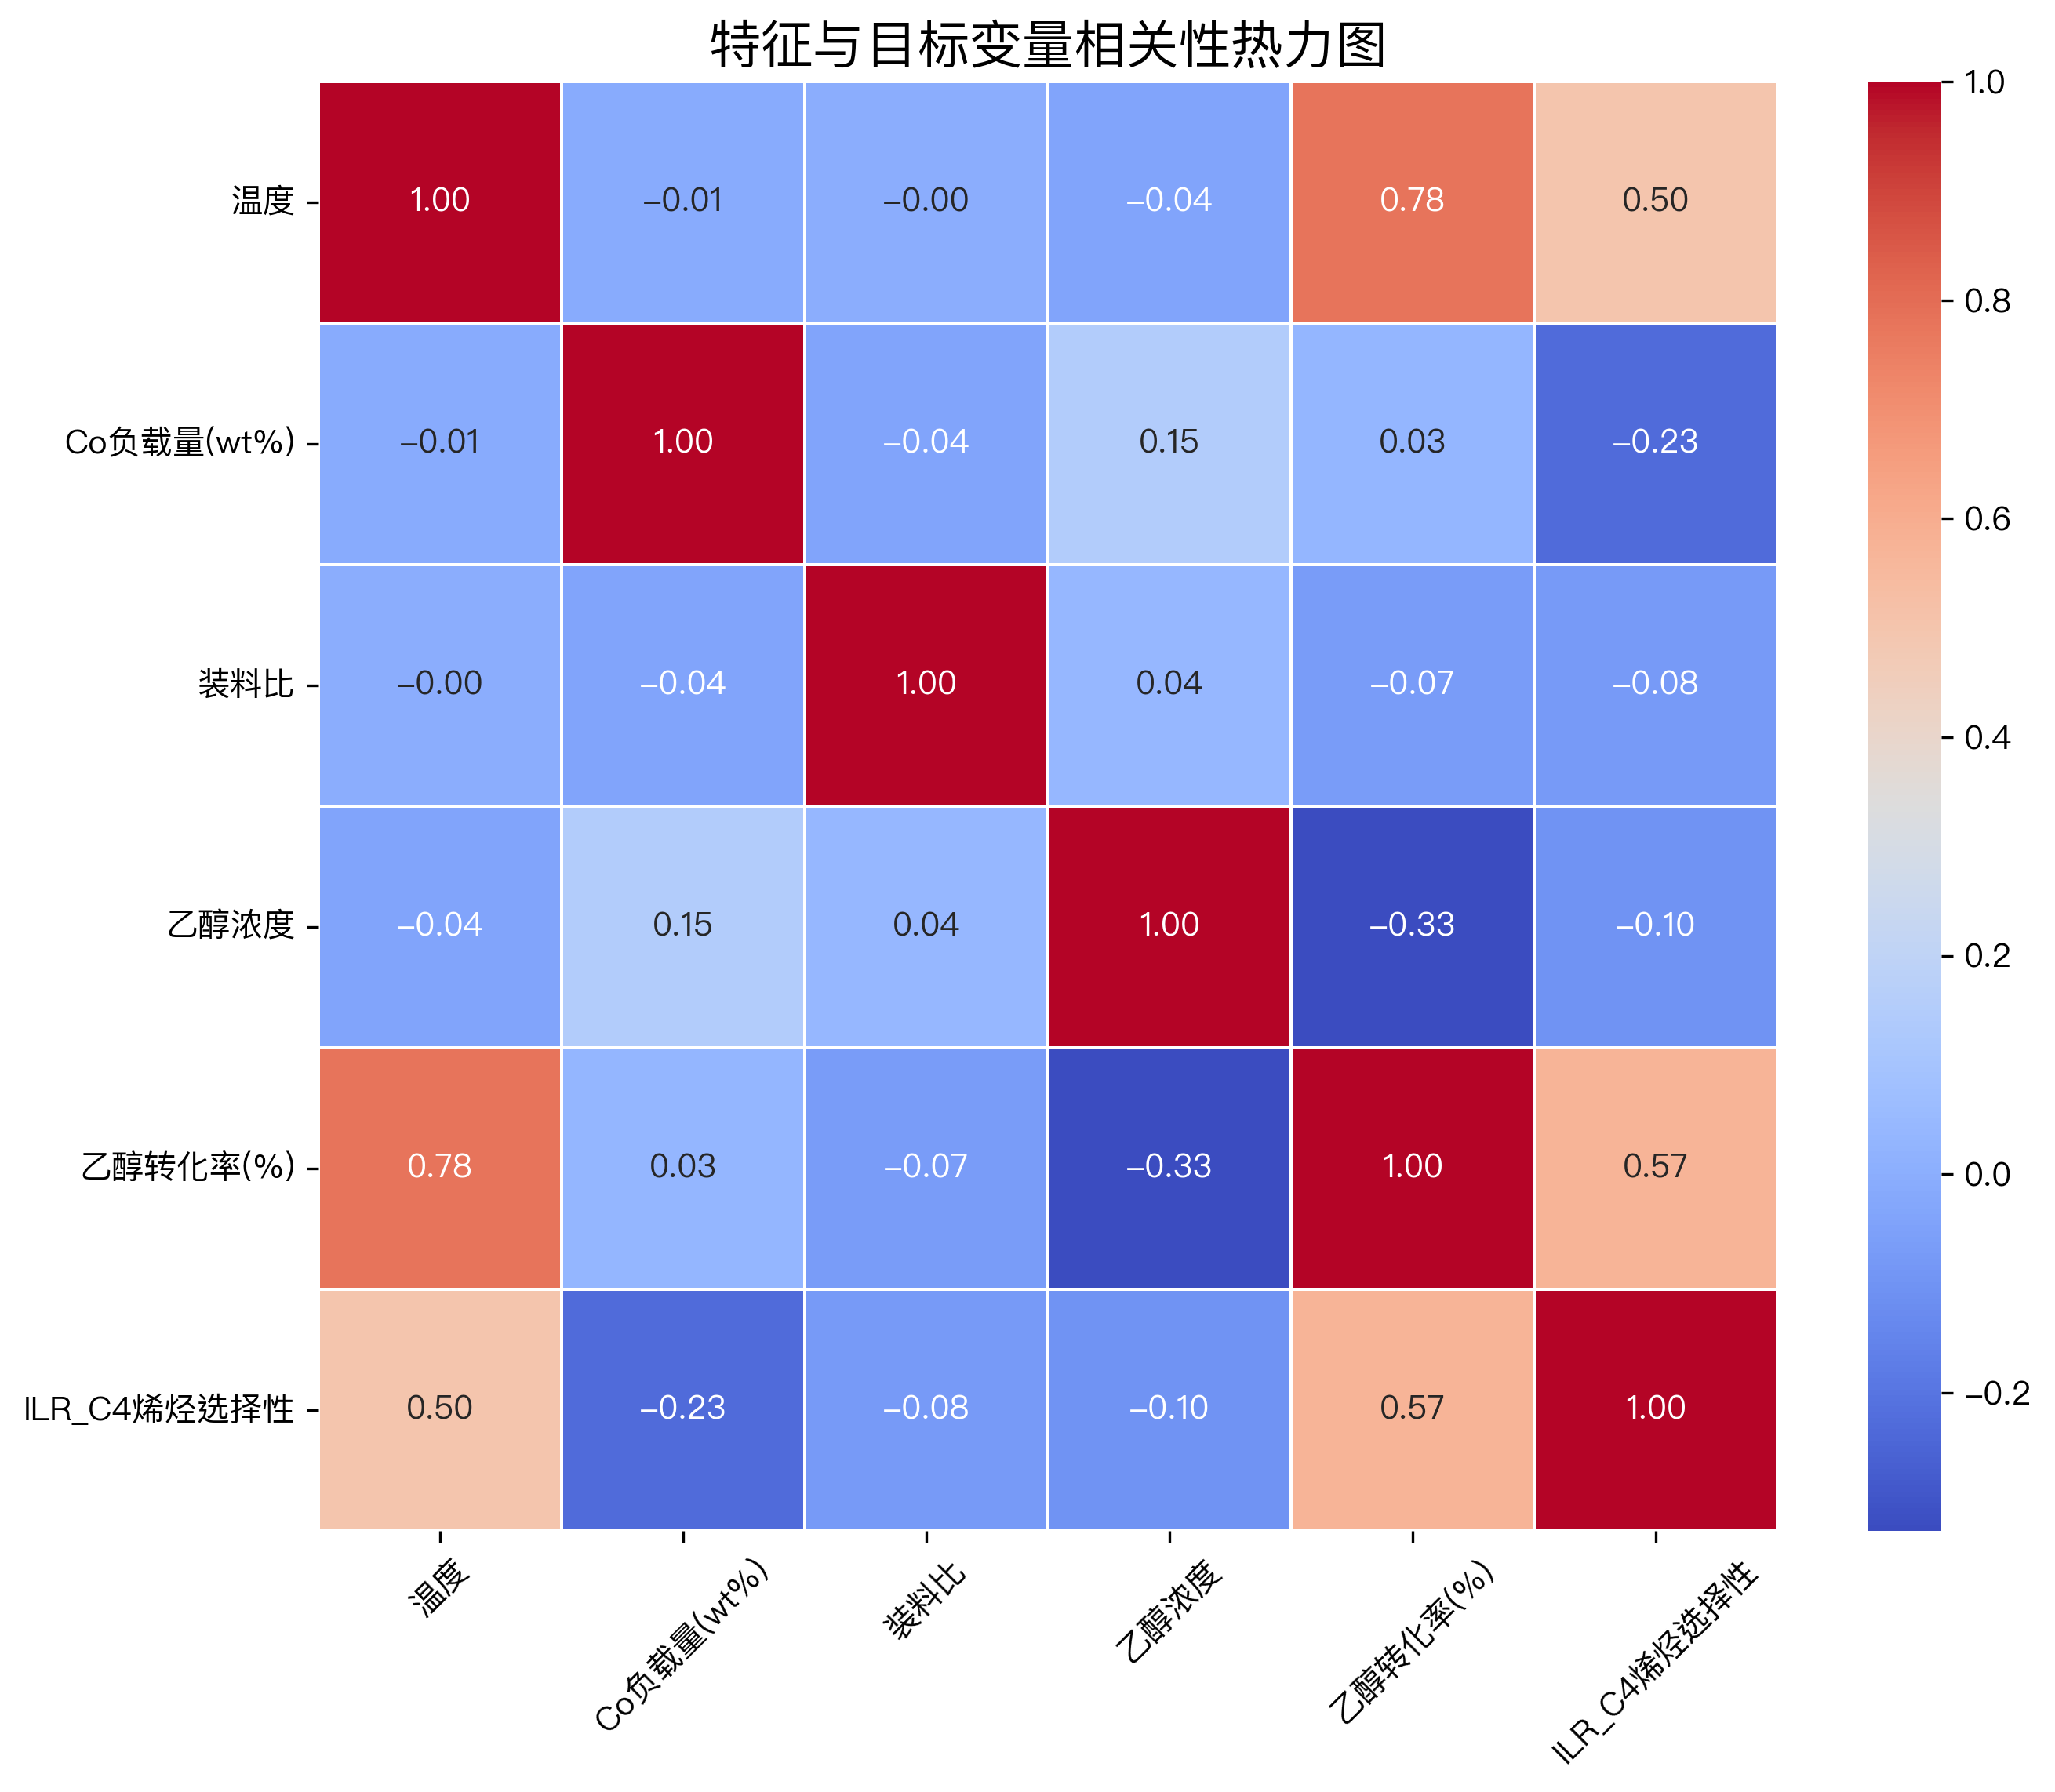 特征与目标变量相关性热力图
温度 1.00 −0.01 −0.00 −0.04 0.78 0.50
Co负载量(wt%) −0.01 1.00 −0.04 0.15 0.03 −0.23
装料比 −0.00 −0.04 1.00 0.04 −0.07 −0.08
乙醇浓度 −0.04 0.15 0.04 1.00 −0.33 −0.10
乙醇转化率(%) 0.78 0.03 −0.07 −0.33 1.00 0.57
ILR_C4烯烃选择性 0.50 −0.23 −0.08 −0.10 0.57 1.00
温度 Co负载量(wt%) 装料比 乙醇浓度 乙醇转化率(%) ILR_C4烯烃选择性
1.0
0.8
0.6
0.4
0.2
0.0
−0.2